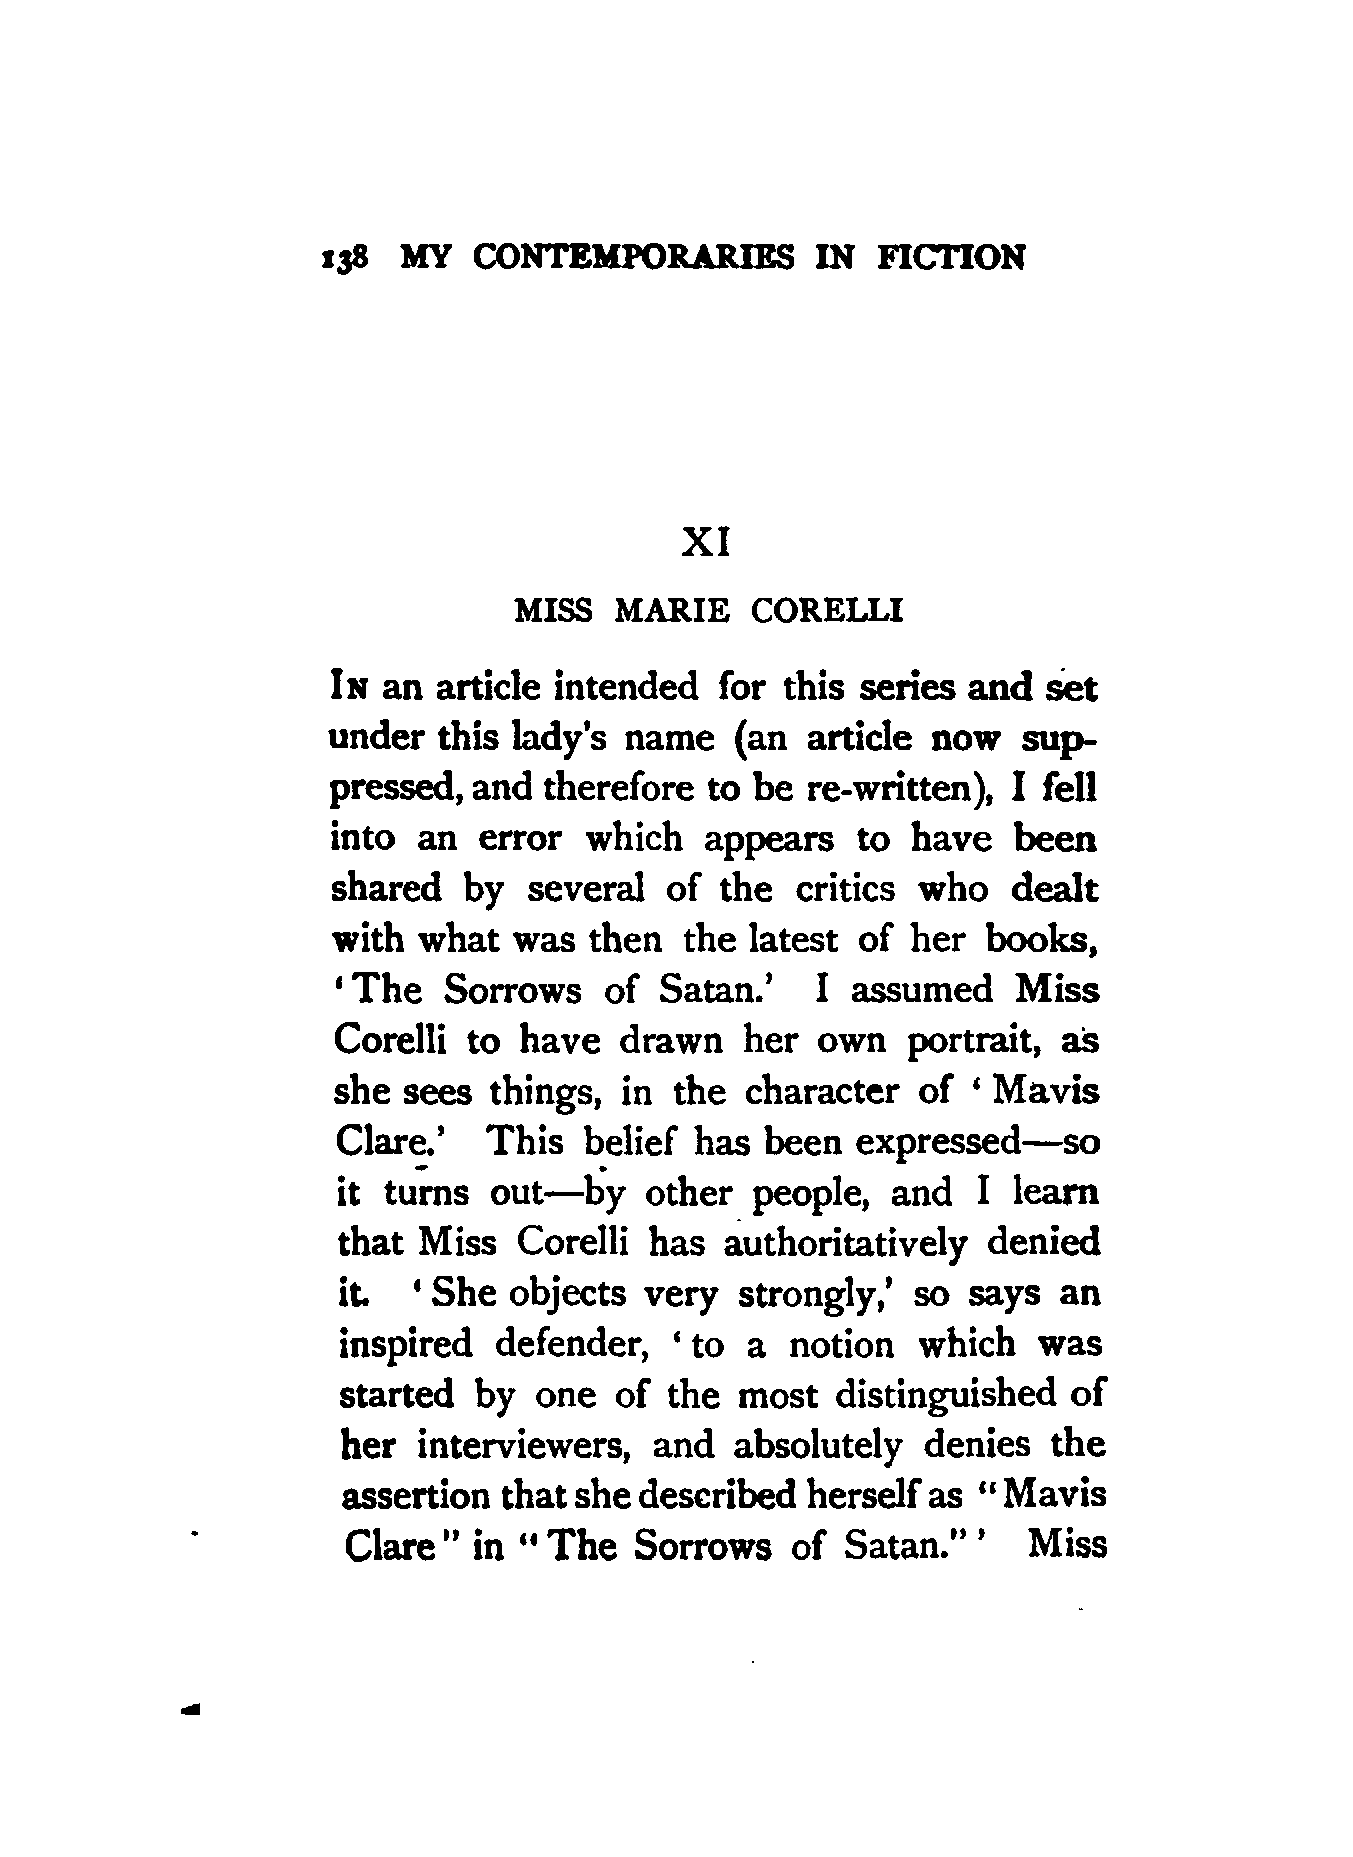 138 MY CONTEMPORARIES IN FICTION
XI
MISS MARIE CORELLI
IN an article intended for this series and set
under this lady's name (an article now sup-
pressed, and therefore to be re-written), I fell
into an error which appears to have been
shared by several of the critics who dealt
with what was then the latest of her books,
'The Sorrows of Satan.' I assumed Miss
Corelli to have drawn her own portrait, as
she sees things, in the character of 'Mavis
Clare.' This belief has been expressed—so
it turns out—by other people, and I learn
that Miss Corelli has authoritatively denied
it. 'She objects very strongly,' so says an
inspired defender, 'to a notion which was
started by one of the most distinguished of
her interviewers, and absolutely denies the
assertion that she described herself as "Mavis
Clare" in "The Sorrows of Satan."' Miss